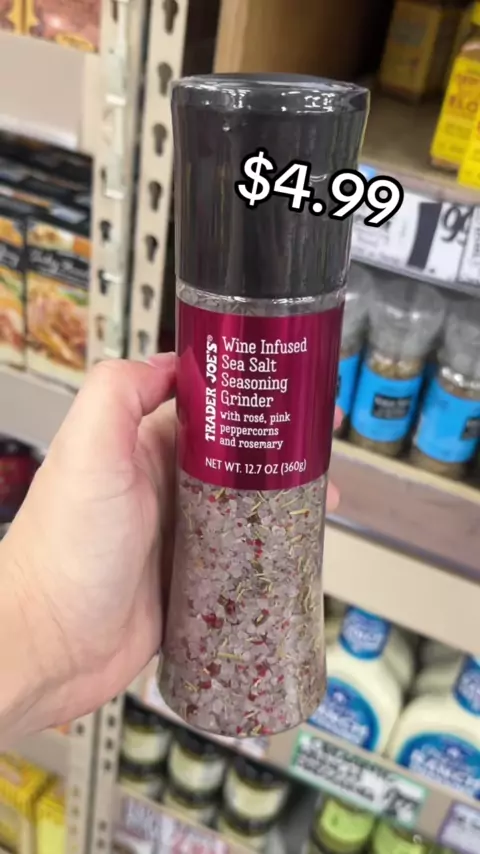 $4.99
TRADER JOE'S®
Wine Infused
Sea Salt
Seasoning
Grinder
with rosé, pink
peppercorns
and rosemary
NET WT. 12.7 OZ (360g)
RANCH